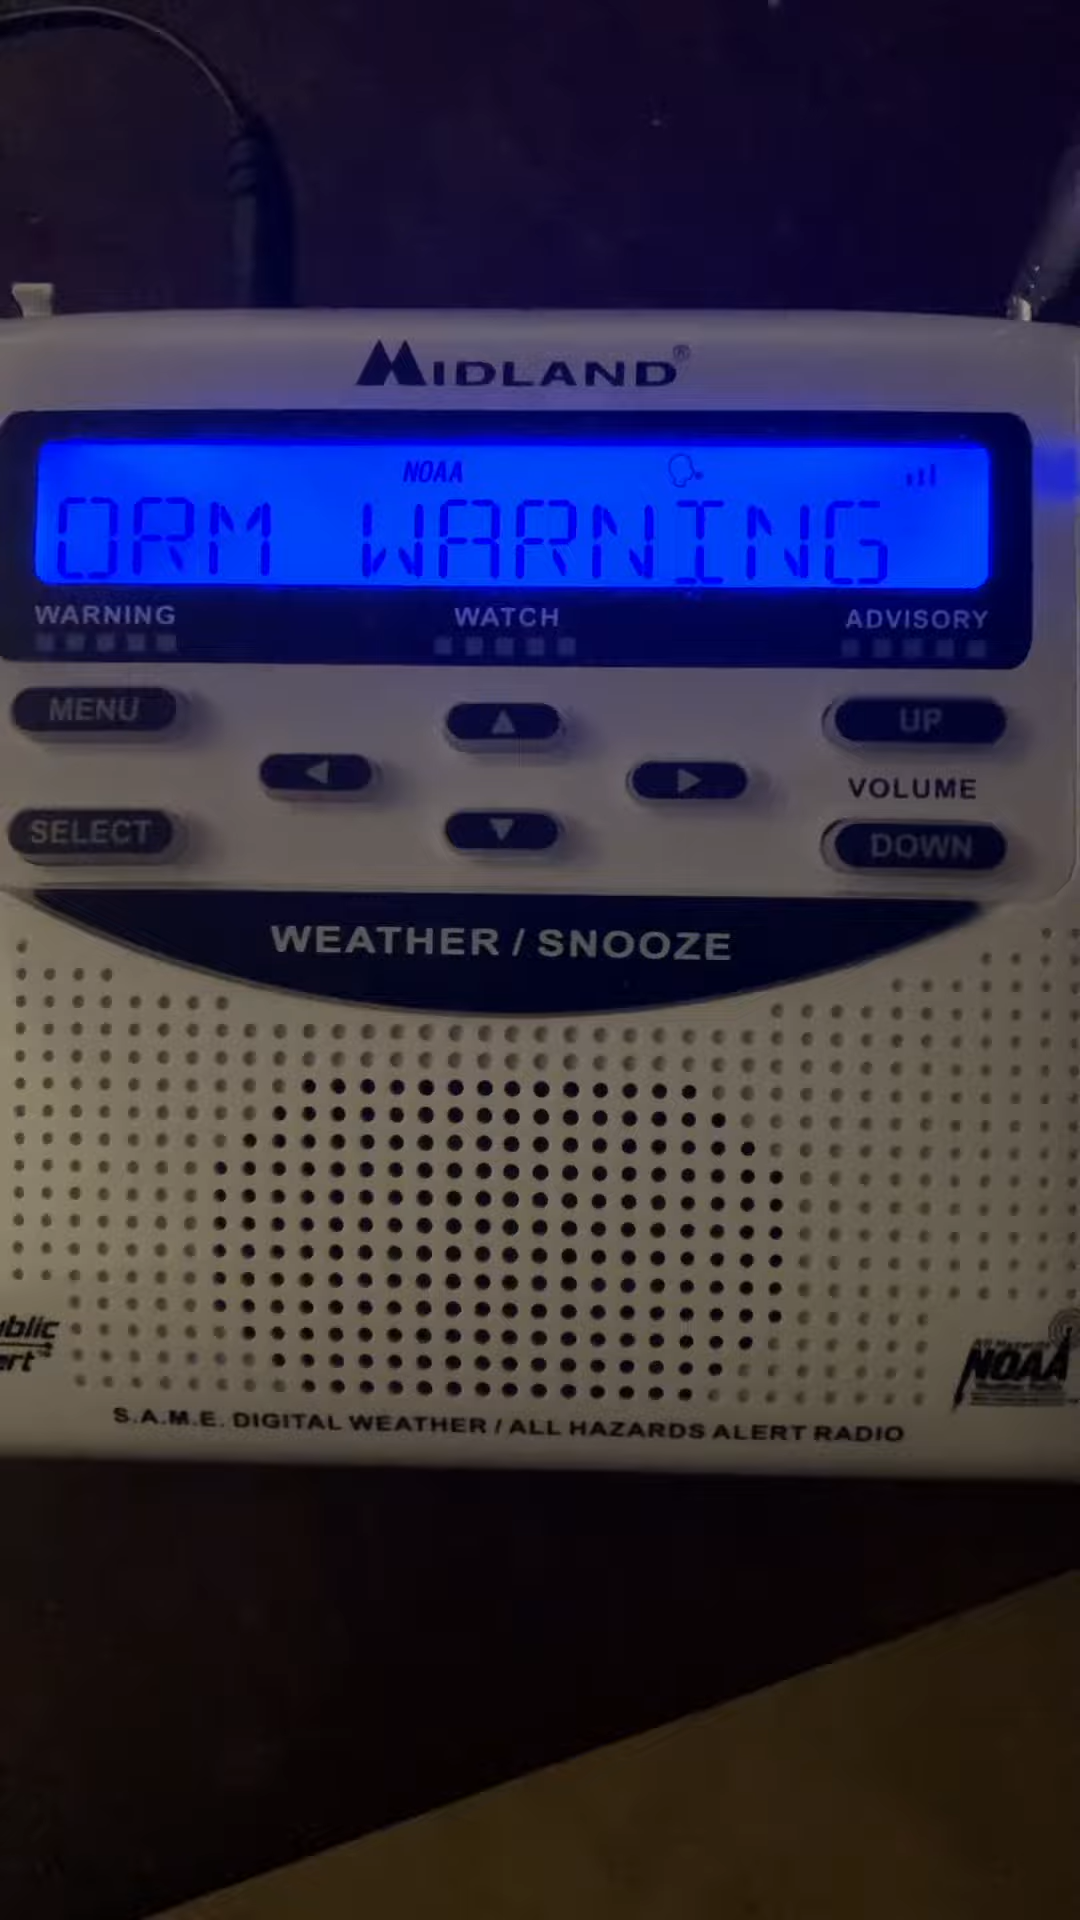 MIDLAND®
NOAA
ORM WARNING
WARNING WATCH ADVISORY
MENU
UP
VOLUME
SELECT
DOWN
WEATHER / SNOOZE
NOAA
S.A.M.E. DIGITAL WEATHER / ALL HAZARDS ALERT RADIO